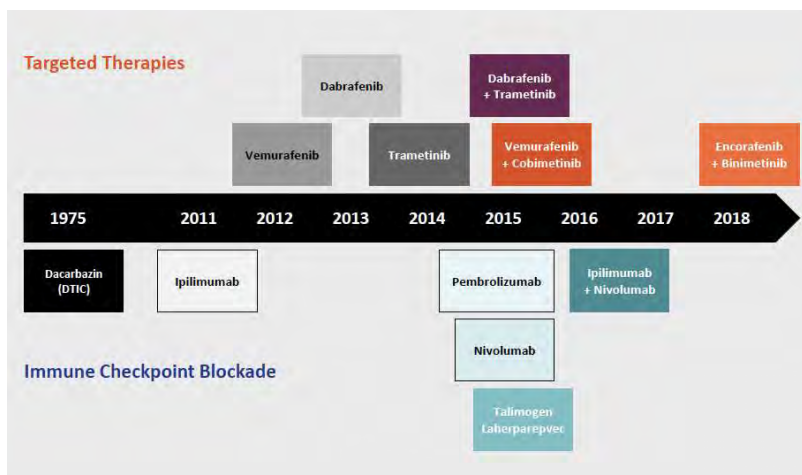 Targeted Therapies
Dabrafenib
Dabrafenib
+ Trametinib
Vemurafenib
Trametinib
Vemurafenib
+ Cobimetinib
Encorafenib
+ Binimetinib
1975 2011 2012 2013 2014 2015 2016 2017 2018
Dacarbazin
(DTIC)
Ipilimumab
Pembrolizumab
Ipilimumab
+ Nivolumab
Nivolumab
Immune Checkpoint Blockade
Talimogen
Laherparepvec